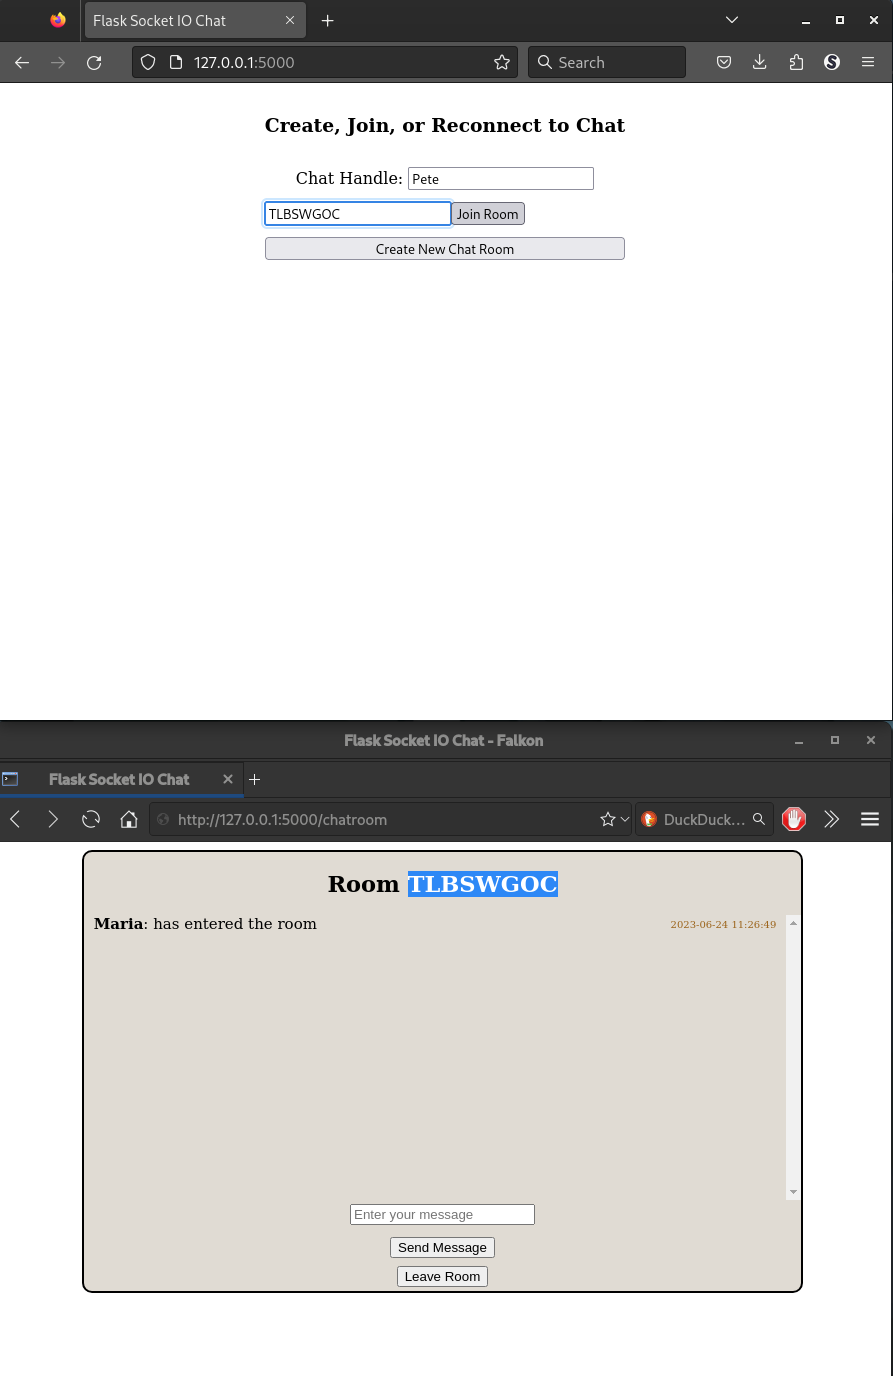 Flask Socket IO Chat
127.0.0.1:5000
Search
Create, Join, or Reconnect to Chat
Chat Handle: Pete
TLBSWGOC Join Room
Create New Chat Room
Flask Socket IO Chat - Falkon
Flask Socket IO Chat
http://127.0.0.1:5000/chatroom
DuckDuck...
Room TLBSWGOC
Maria: has entered the room 2023-06-24 11:26:49
Enter your message
Send Message
Leave Room